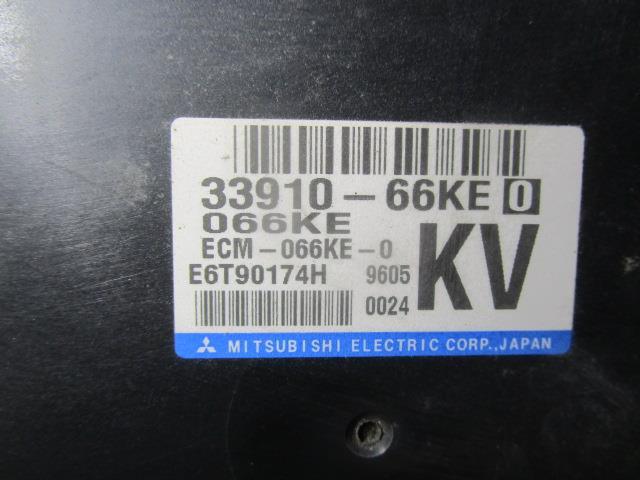 33910-66KE 0
066KE
ECM-066KE-0
E6T90174H 9605
0024
KV
MITSUBISHI ELECTRIC CORP.,JAPAN